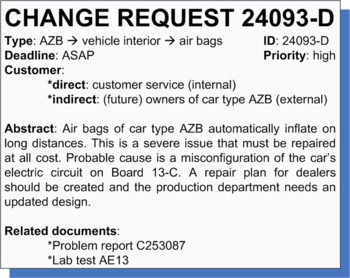 CHANGE REQUEST 24093-D
Type: AZB → vehicle interior → air bags ID: 24093-D
Deadline: ASAP Priority: high
Customer:
*direct: customer service (internal)
*indirect: (future) owners of car type AZB (external)
Abstract: Air bags of car type AZB automatically inflate on
long distances. This is a severe issue that must be repaired
at all cost. Probable cause is a misconfiguration of the car's
electric circuit on Board 13-C. A repair plan for dealers
should be created and the production department needs an
updated design.
Related documents:
*Problem report C253087
*Lab test AE13